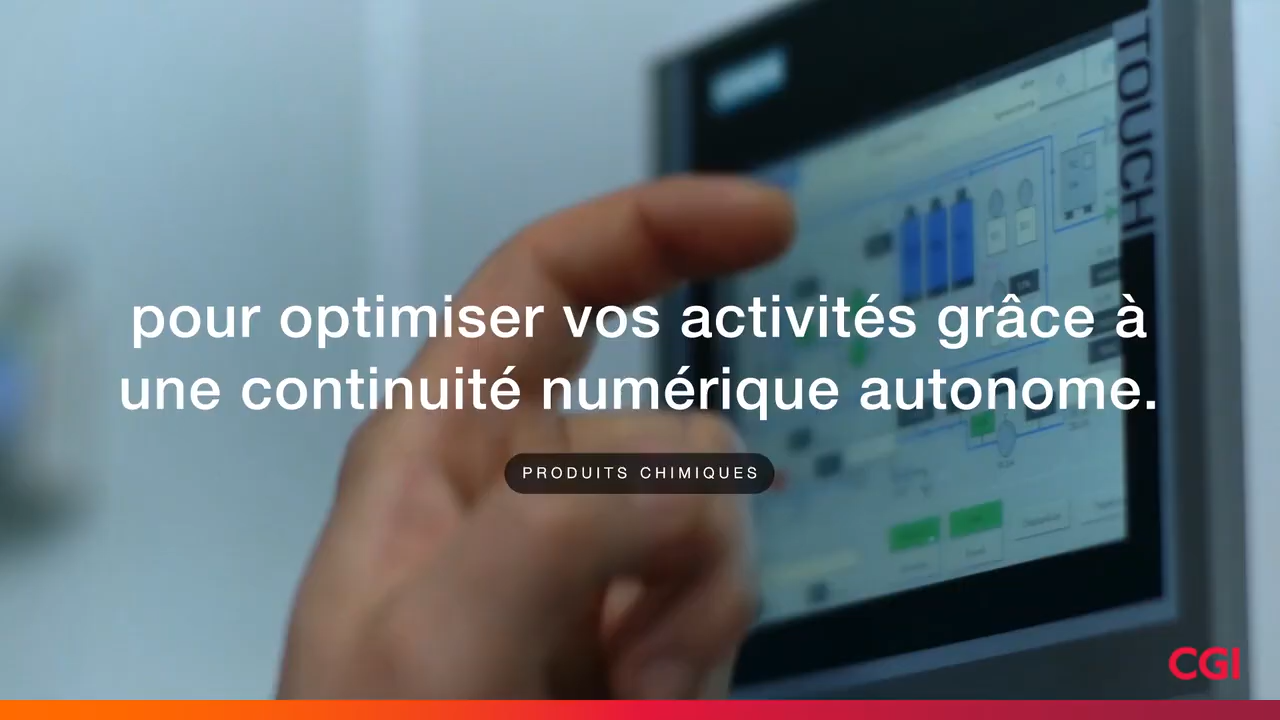 TOUCH
pour optimiser vos activités grâce à
une continuité numérique autonome.
PRODUITS CHIMIQUES
CGI